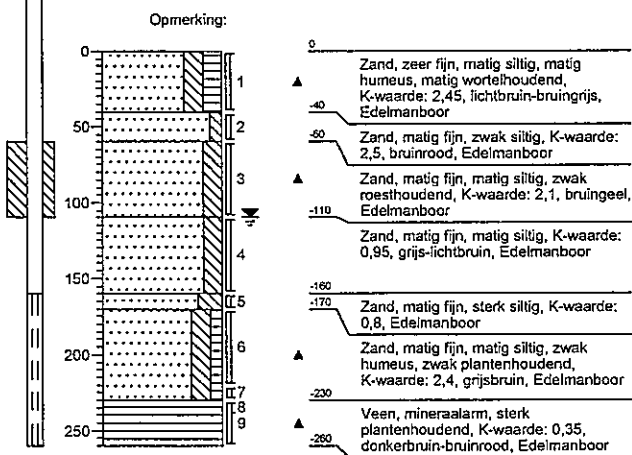 Opmerking:
0
50
100
150
200
250
1
2
3
4
5
6
7
8
9
0
Zand, zeer fijn, matig siltig, matig
humeus, matig wortelhoudend,
K-waarde: 2,45, lichtbruin-bruingrijs,
Edelmanboor
-40
-60
Zand, matig fijn, zwak siltig, K-waarde:
2,5, bruinrood, Edelmanboor
Zand, matig fijn, matig siltig, zwak
roesthoudend, K-waarde: 2,1, bruingeel,
Edelmanboor
-110
Zand, matig fijn, matig siltig, K-waarde:
0,95, grijs-lichtbruin, Edelmanboor
-160
-170
Zand, matig fijn, sterk siltig, K-waarde:
0,8, Edelmanboor
Zand, matig fijn, matig siltig, zwak
humeus, zwak plantenhoudend,
K-waarde: 2,4, grijsbruin, Edelmanboor
-230
Veen, mineraalarm, sterk
plantenhoudend, K-waarde: 0,35,
donkerbruin-bruinrood, Edelmanboor
-260